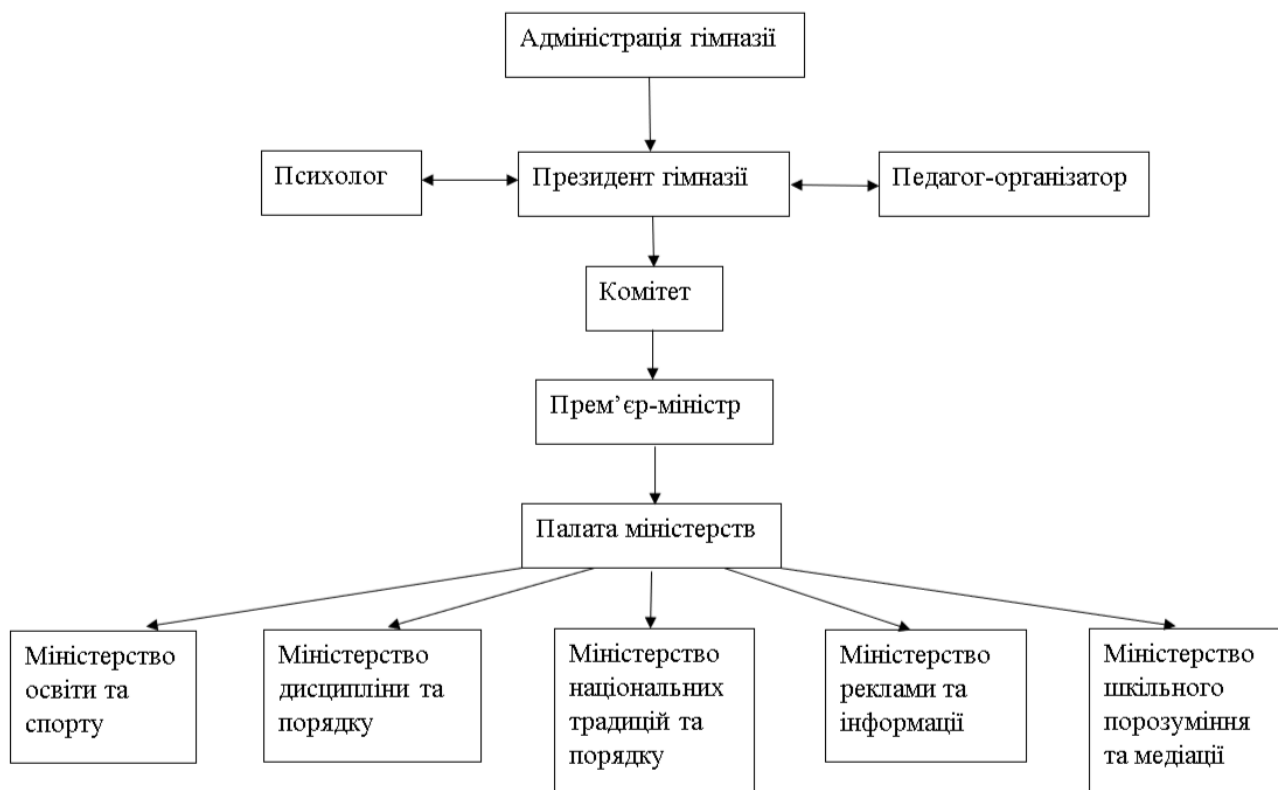 Адміністрація гімназії
Психолог
Президент гімназії
Педагог-організатор
Комітет
Прем’єр-міністр
Палата міністерств
Міністерство
освіти та
спорту
Міністерство
дисципліни та
порядку
Міністерство
національних
традицій та
порядку
Міністерство
реклами та
інформації
Міністерство
шкільного
порозуміння
та медіації